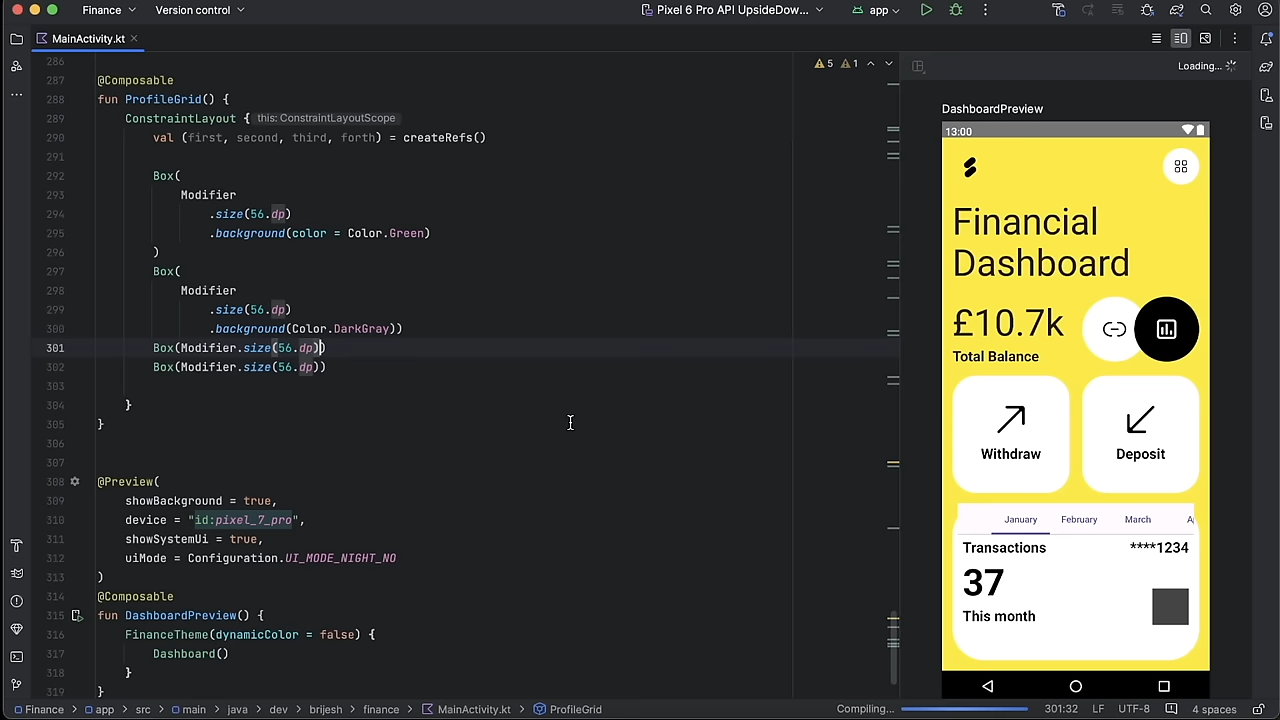 Finance
Version control
Pixel 6 Pro API UpsideDow...
app
MainActivity.kt
5
1
Loading...
286
287 @Composable
288 fun ProfileGrid() {
289 ConstraintLayout { this: ConstraintLayoutScope
290 val (first, second, third, forth) = createRefs()
291
292 Box(
293 Modifier
294 .size(56.dp)
295 .background(color = Color.Green)
296 )
297 Box(
298 Modifier
299 .size(56.dp)
300 .background(Color.DarkGray))
301 Box(Modifier.size(56.dp))
302 Box(Modifier.size(56.dp))
303
304 }
305 }
306
307
308 @Preview(
309 showBackground = true,
310 device = "id:pixel_7_pro",
311 showSystemUi = true,
312 uiMode = Configuration.UI_MODE_NIGHT_NO
313 )
314 @Composable
315 fun DashboardPreview() {
316 FinanceTheme(dynamicColor = false) {
317 Dashboard()
318 }
319 }
DashboardPreview
13:00
Financial
Dashboard
£10.7k
Total Balance
Withdraw
Deposit
January February March A
Transactions ****1234
37
This month
Finance > app > src > main > java > dev > brijesh > finance > MainActivity.kt > ProfileGrid
Compiling...
301:32 LF UTF-8 4 spaces